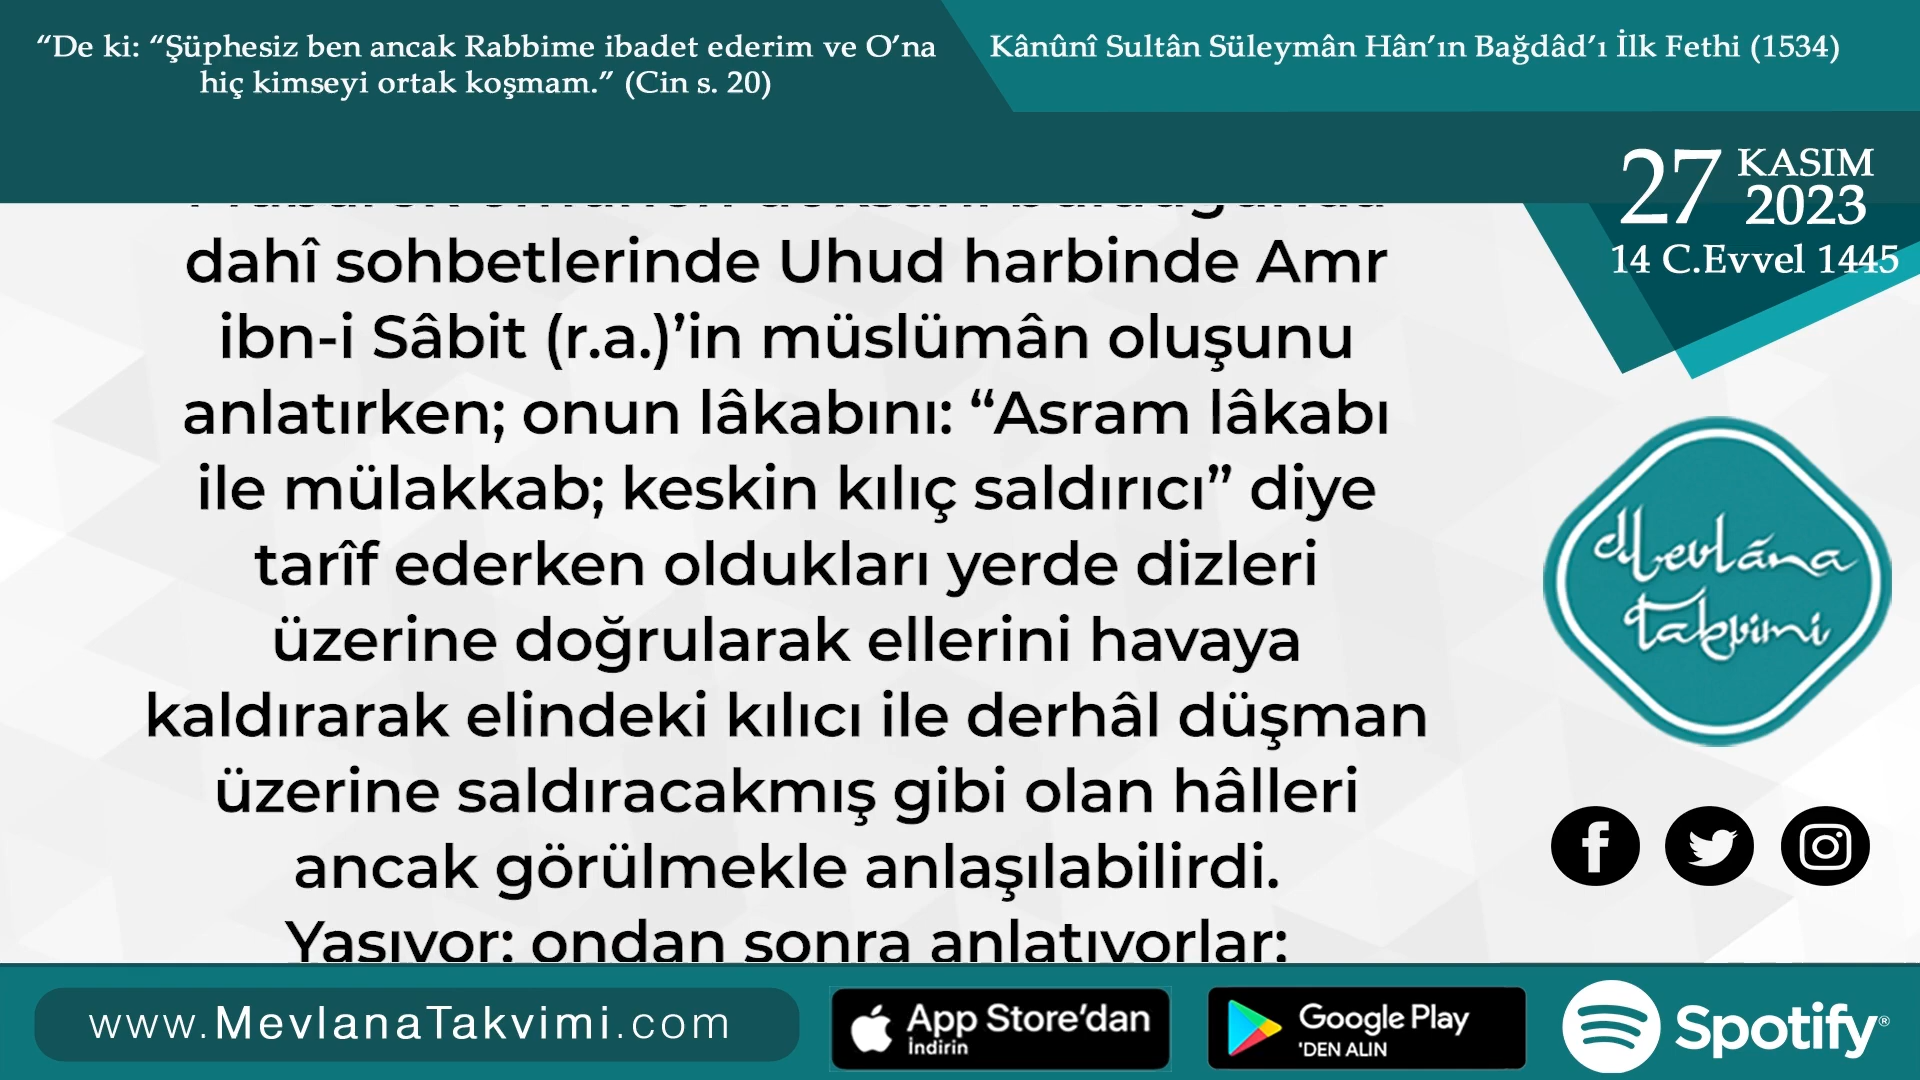 “De ki: “Şüphesiz ben ancak Rabbime ibadet ederim ve O’na
hiç kimseyi ortak koşmam.” (Cin s. 20)
Kânûnî Sultân Süleymân Hân’ın Bağdâd’ı İlk Fethi (1534)
27 KASIM
2023
14 C.Evvel 1445
dahî sohbetlerinde Uhud harbinde Amr
ibn-i Sâbit (r.a.)’in müslümân oluşunu
anlatırken; onun lâkabını: “Asram lâkabı
ile mülakkab; keskin kılıç saldırıcı” diye
tarîf ederken oldukları yerde dizleri
üzerine doğrularak ellerini havaya
kaldırarak elindeki kılıcı ile derhâl düşman
üzerine saldıracakmış gibi olan hâlleri
ancak görülmekle anlaşılabilirdi.
Yaşıyor; ondan sonra anlatıyorlar;
Mevlâna
Takvimi
www.MevlanaTakvimi.com
App Store’dan
İndirin
Google Play
'DEN ALIN
Spotify®